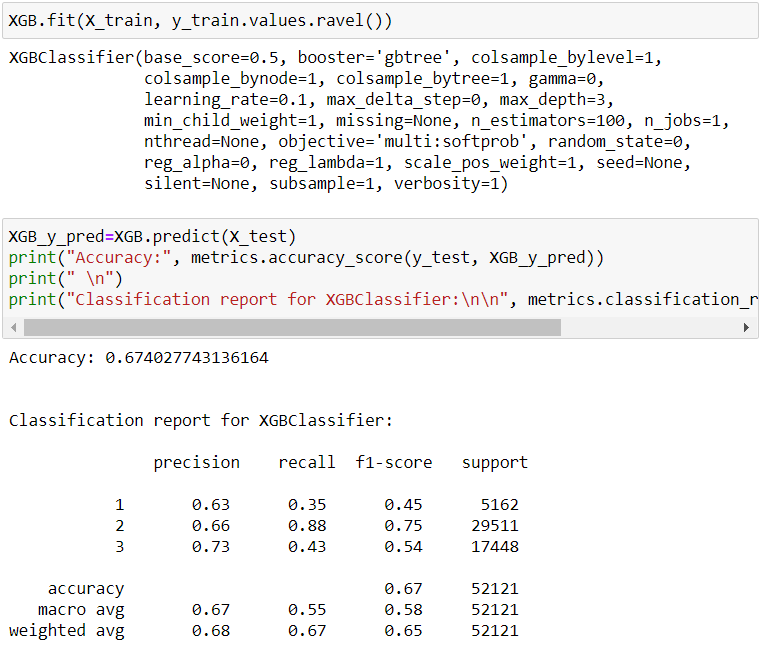 XGB.fit(X_train, y_train.values.ravel())
XGBClassifier(base_score=0.5, booster='gbtree', colsample_bylevel=1,
colsample_bynode=1, colsample_bytree=1, gamma=0,
learning_rate=0.1, max_delta_step=0, max_depth=3,
min_child_weight=1, missing=None, n_estimators=100, n_jobs=1,
nthread=None, objective='multi:softprob', random_state=0,
reg_alpha=0, reg_lambda=1, scale_pos_weight=1, seed=None,
silent=None, subsample=1, verbosity=1)
XGB_y_pred=XGB.predict(X_test)
print("Accuracy:", metrics.accuracy_score(y_test, XGB_y_pred))
print(" \n")
print("Classification report for XGBClassifier:\n\n", metrics.classification_r
Accuracy: 0.674027743136164
Classification report for XGBClassifier:
precision recall f1-score support
1 0.63 0.35 0.45 5162
2 0.66 0.88 0.75 29511
3 0.73 0.43 0.54 17448
accuracy 0.67 52121
macro avg 0.67 0.55 0.58 52121
weighted avg 0.68 0.67 0.65 52121